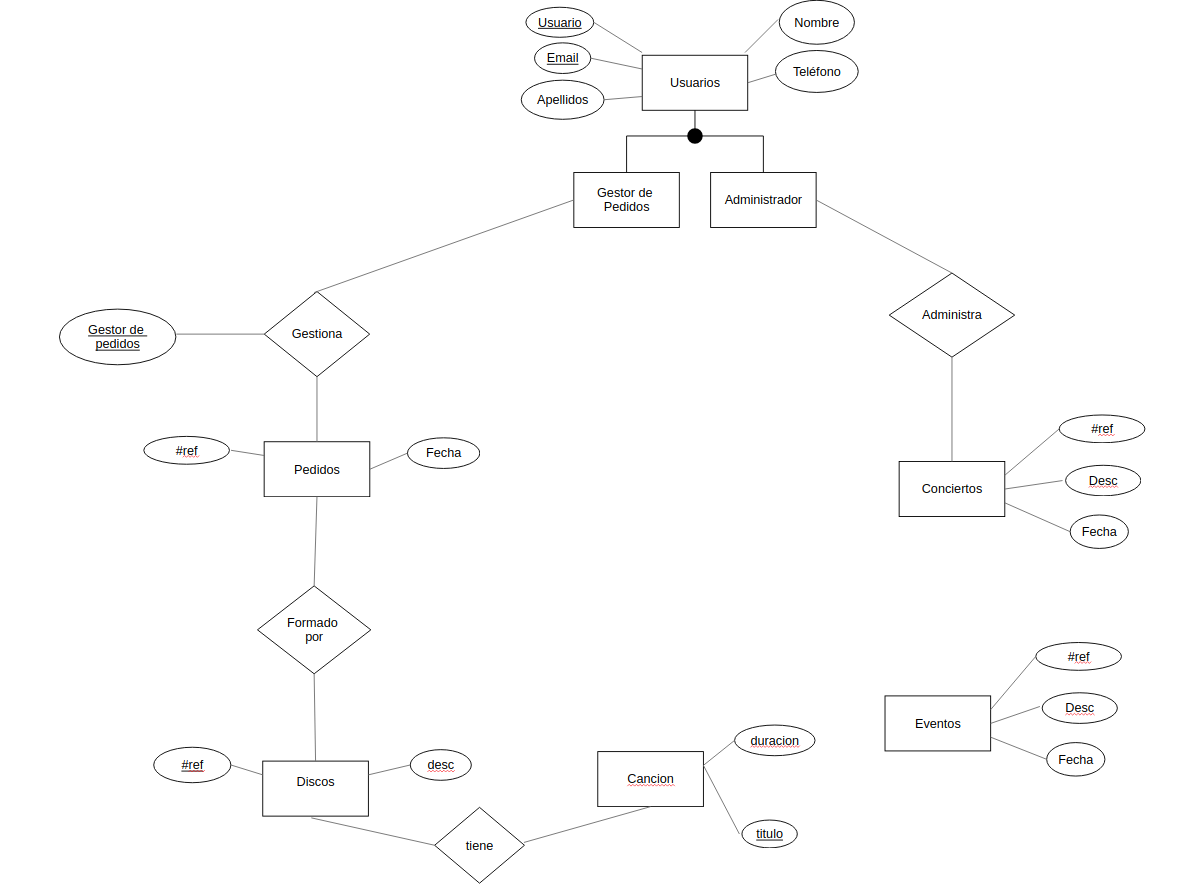 Usuario
Nombre
Email
Teléfono
Usuarios
Apellidos
Gestor de
Pedidos
Administrador
Administra
Gestor de
pedidos
Gestiona
#ref
Fecha
Pedidos
#ref
Desc
Conciertos
Fecha
Formado
por
#ref
Desc
Eventos
Fecha
#ref
desc
Discos
duracion
Cancion
titulo
tiene